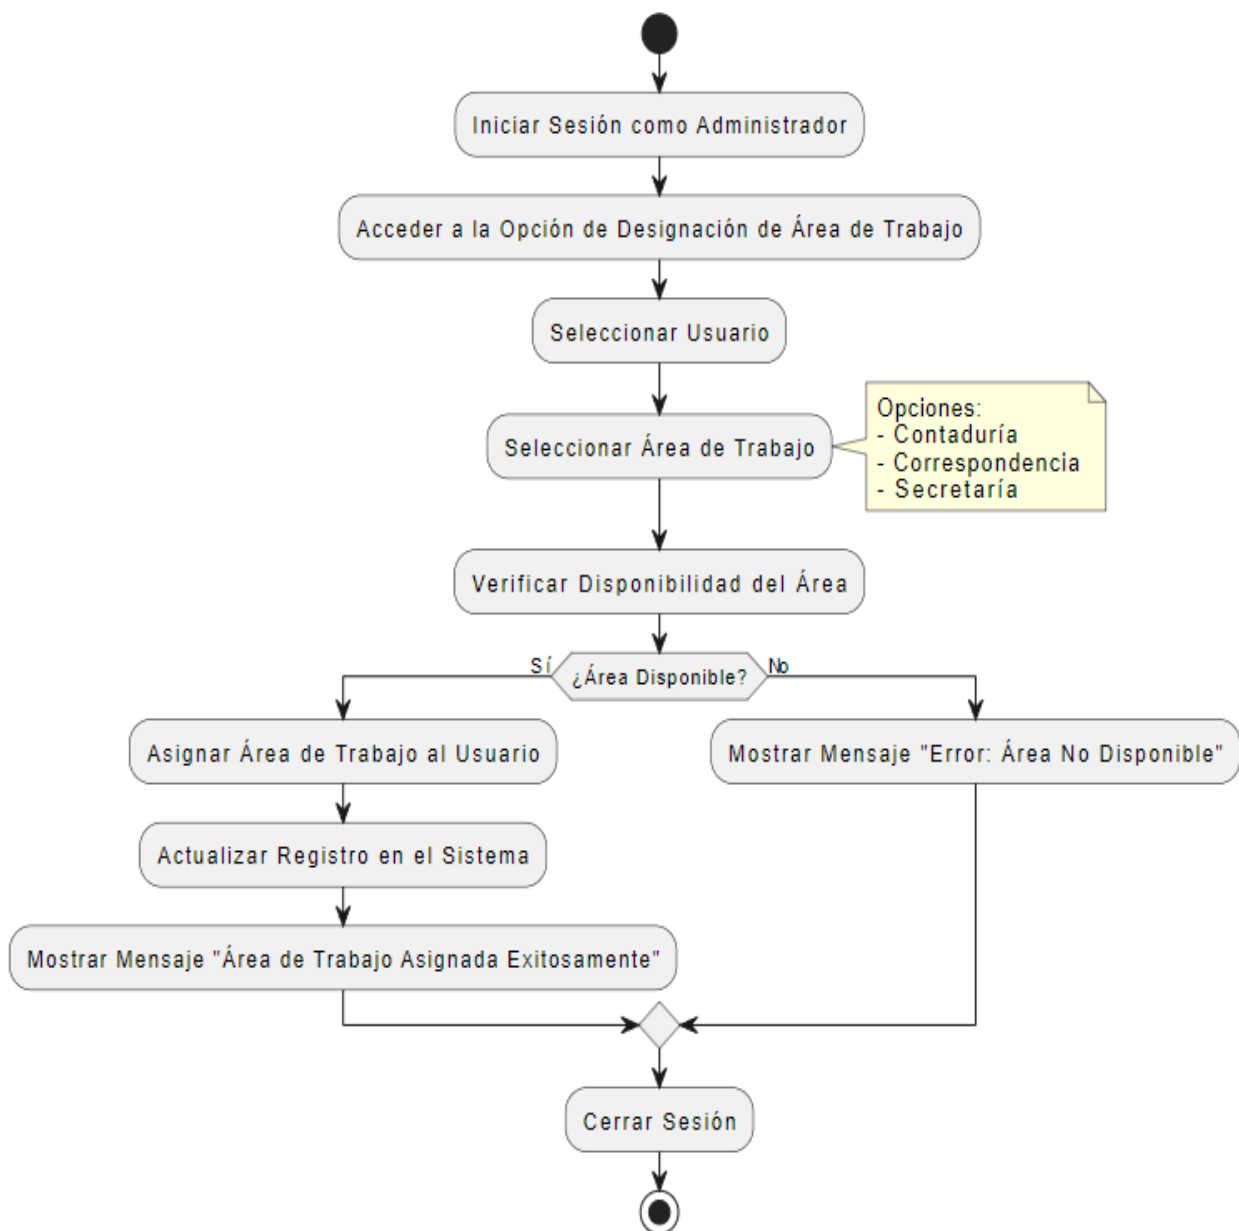 Iniciar Sesión como Administrador
Acceder a la Opción de Designación de Área de Trabajo
Seleccionar Usuario
Seleccionar Área de Trabajo
Opciones:
- Contaduría
- Correspondencia
- Secretaría
Verificar Disponibilidad del Área
Sí
¿Área Disponible?
No
Asignar Área de Trabajo al Usuario
Mostrar Mensaje "Error: Área No Disponible"
Actualizar Registro en el Sistema
Mostrar Mensaje "Área de Trabajo Asignada Exitosamente"
Cerrar Sesión